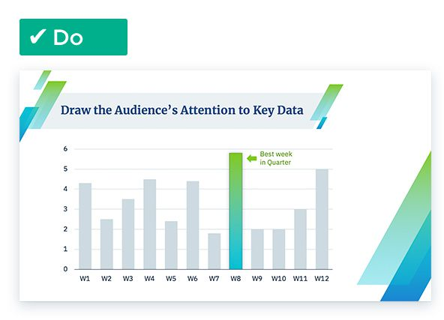 ✔ Do
Draw the Audience's Attention to Key Data
6
5
4
3
2
1
0
Best week
in Quarter
W1 W2 W3 W4 W5 W6 W7 W8 W9 W10 W11 W12